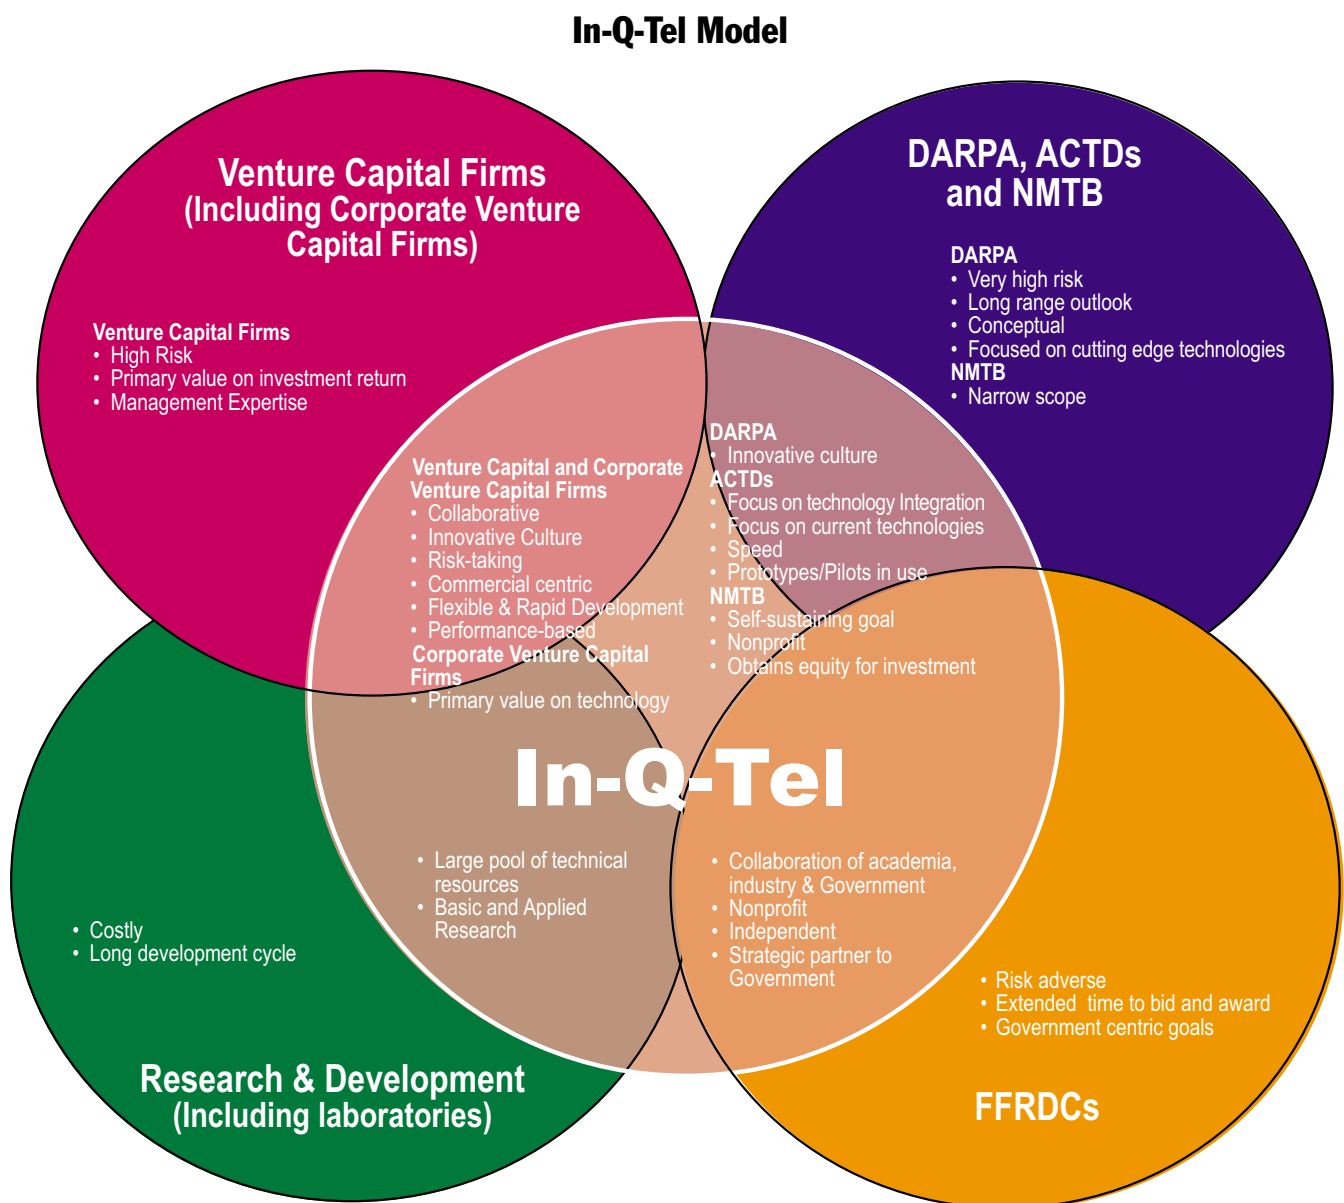 In-Q-Tel Model
Venture Capital Firms
(Including Corporate Venture
Capital Firms)
Venture Capital Firms
• High Risk
• Primary value on investment return
• Management Expertise
DARPA, ACTDs
and NMTB
DARPA
• Very high risk
• Long range outlook
• Conceptual
• Focused on cutting edge technologies
NMTB
• Narrow scope
Venture Capital and Corporate
Venture Capital Firms
• Collaborative
• Innovative Culture
• Risk-taking
• Commercial centric
• Flexible & Rapid Development
• Performance-based
Corporate Venture Capital
Firms
• Primary value on technology
DARPA
• Innovative culture
ACTDs
• Focus on technology Integration
• Focus on current technologies
• Speed
• Prototypes/Pilots in use
NMTB
• Self-sustaining goal
• Nonprofit
• Obtains equity for investment
In-Q-Tel
• Large pool of technical
resources
• Basic and Applied
Research
• Collaboration of academia,
industry & Government
• Nonprofit
• Independent
• Strategic partner to
Government
• Costly
• Long development cycle
Research & Development
(Including laboratories)
• Risk adverse
• Extended time to bid and award
• Government centric goals
FFRDCs